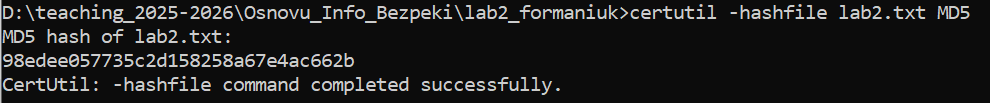 D:\teaching_2025-2026\Osnovu_Info_Bezpeki\lab2_formaniuk>certutil -hashfile lab2.txt MD5
MD5 hash of lab2.txt:
98edee057735c2d158258a67e4ac662b
CertUtil: -hashfile command completed successfully.